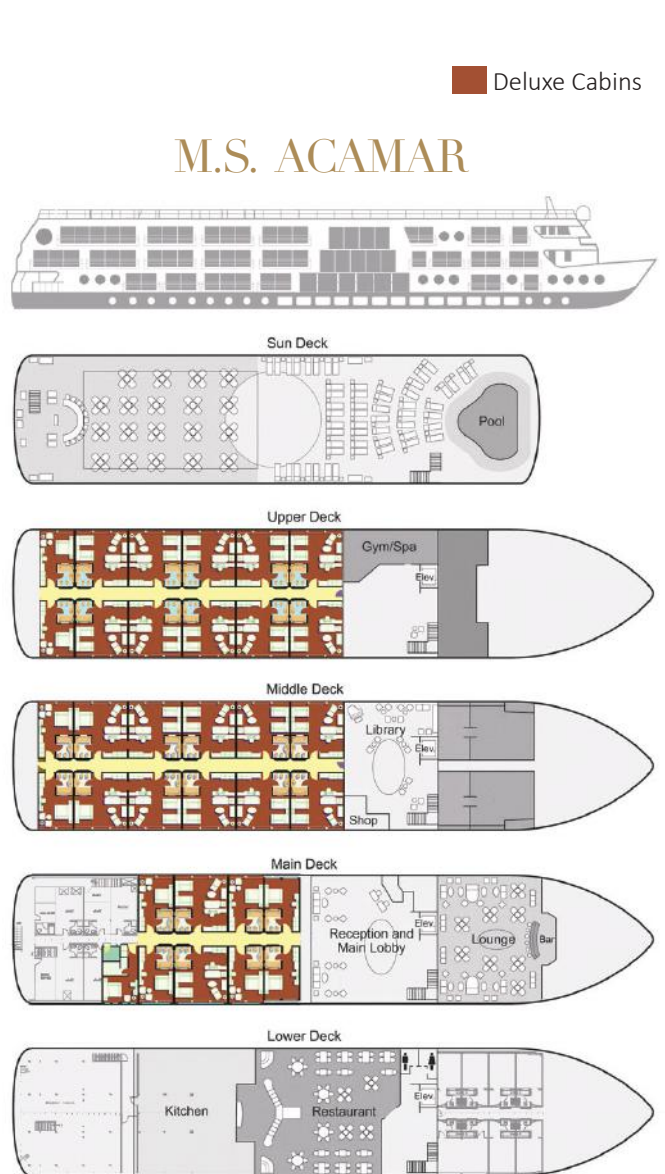 Deluxe Cabins
M.S. ACAMAR
Sun Deck
Pool
Upper Deck
Gym/Spa
Elev.
Middle Deck
Library
Elev.
Shop
Main Deck
Elev.
Reception and
Main Lobby
Lounge
Bar
Lower Deck
Elev.
Kitchen
Restaurant